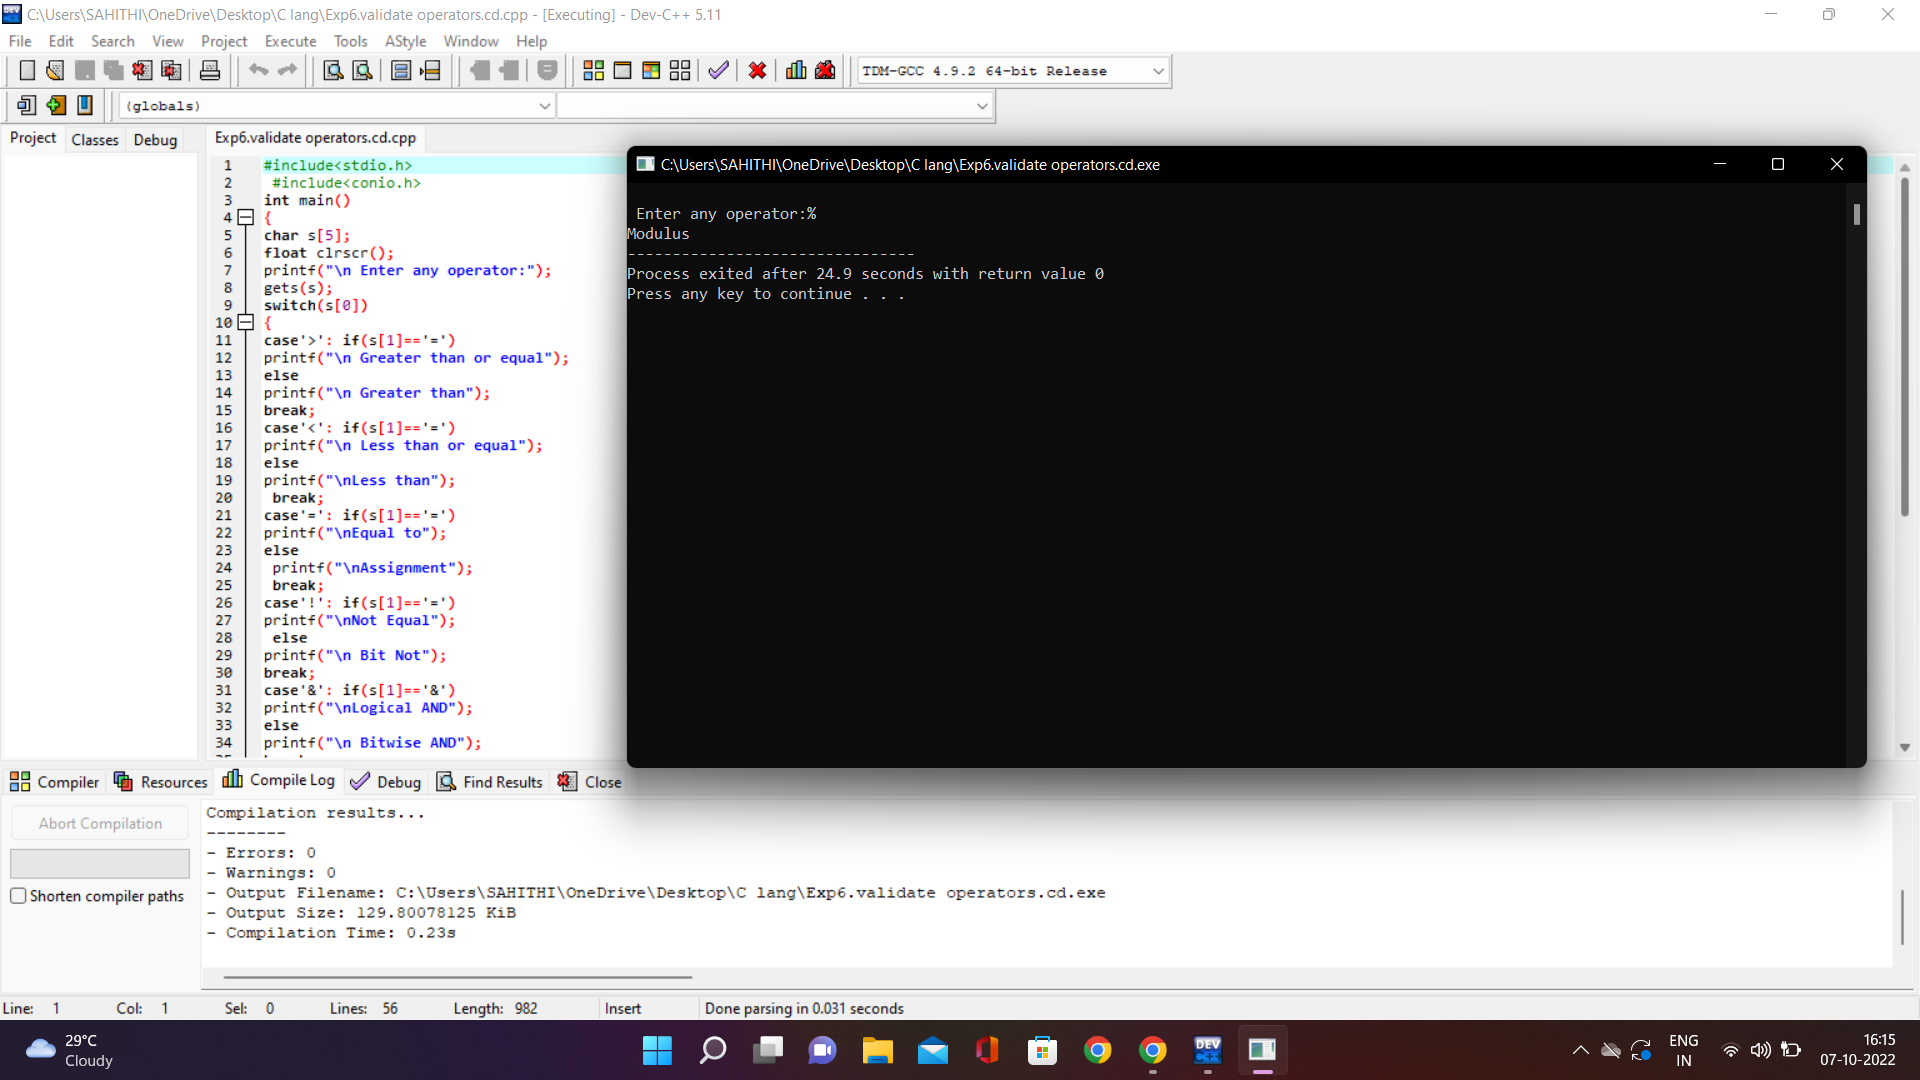 C:\Users\SAHITHI\OneDrive\Desktop\C lang\Exp6.validate operators.cd.cpp - [Executing] - Dev-C++ 5.11
File Edit Search View Project Execute Tools AStyle Window Help
TDM-GCC 4.9.2 64-bit Release
(globals)
Project Classes Debug
Exp6.validate operators.cd.cpp
1 #include<stdio.h>
2 #include<conio.h>
3 int main()
4 {
5 char s[5];
6 float clrscr();
7 printf("\n Enter any operator:");
8 gets(s);
9 switch(s[0])
10 {
11 case'>': if(s[1]=='=')
12 printf("\n Greater than or equal");
13 else
14 printf("\n Greater than");
15 break;
16 case'<': if(s[1]=='=')
17 printf("\n Less than or equal");
18 else
19 printf("\nLess than");
20 break;
21 case'=': if(s[1]=='=')
22 printf("\nEqual to");
23 else
24 printf("\nAssignment");
25 break;
26 case'!': if(s[1]=='=')
27 printf("\nNot Equal");
28 else
29 printf("\n Bit Not");
30 break;
31 case'&': if(s[1]=='&')
32 printf("\nLogical AND");
33 else
34 printf("\n Bitwise AND");
C:\Users\SAHITHI\OneDrive\Desktop\C lang\Exp6.validate operators.cd.exe
Enter any operator:%
Modulus
--------------------------------
Process exited after 24.9 seconds with return value 0
Press any key to continue . . .
Compiler Resources Compile Log Debug Find Results Close
Abort Compilation
Shorten compiler paths
Compilation results...
--------
- Errors: 0
- Warnings: 0
- Output Filename: C:\Users\SAHITHI\OneDrive\Desktop\C lang\Exp6.validate operators.cd.exe
- Output Size: 129.80078125 KiB
- Compilation Time: 0.23s
Line: 1 Col: 1 Sel: 0 Lines: 56 Length: 982 Insert Done parsing in 0.031 seconds
29°C
Cloudy
DEV
C++
ENG
IN
16:15
07-10-2022